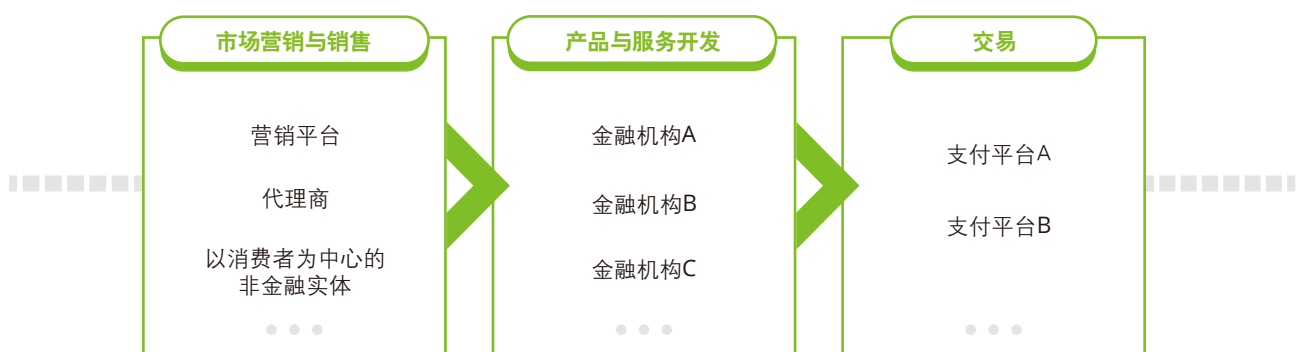 市场营销与销售
营销平台
代理商
以消费者为中心的
非金融实体
产品与服务开发
金融机构A
金融机构B
金融机构C
交易
支付平台A
支付平台B